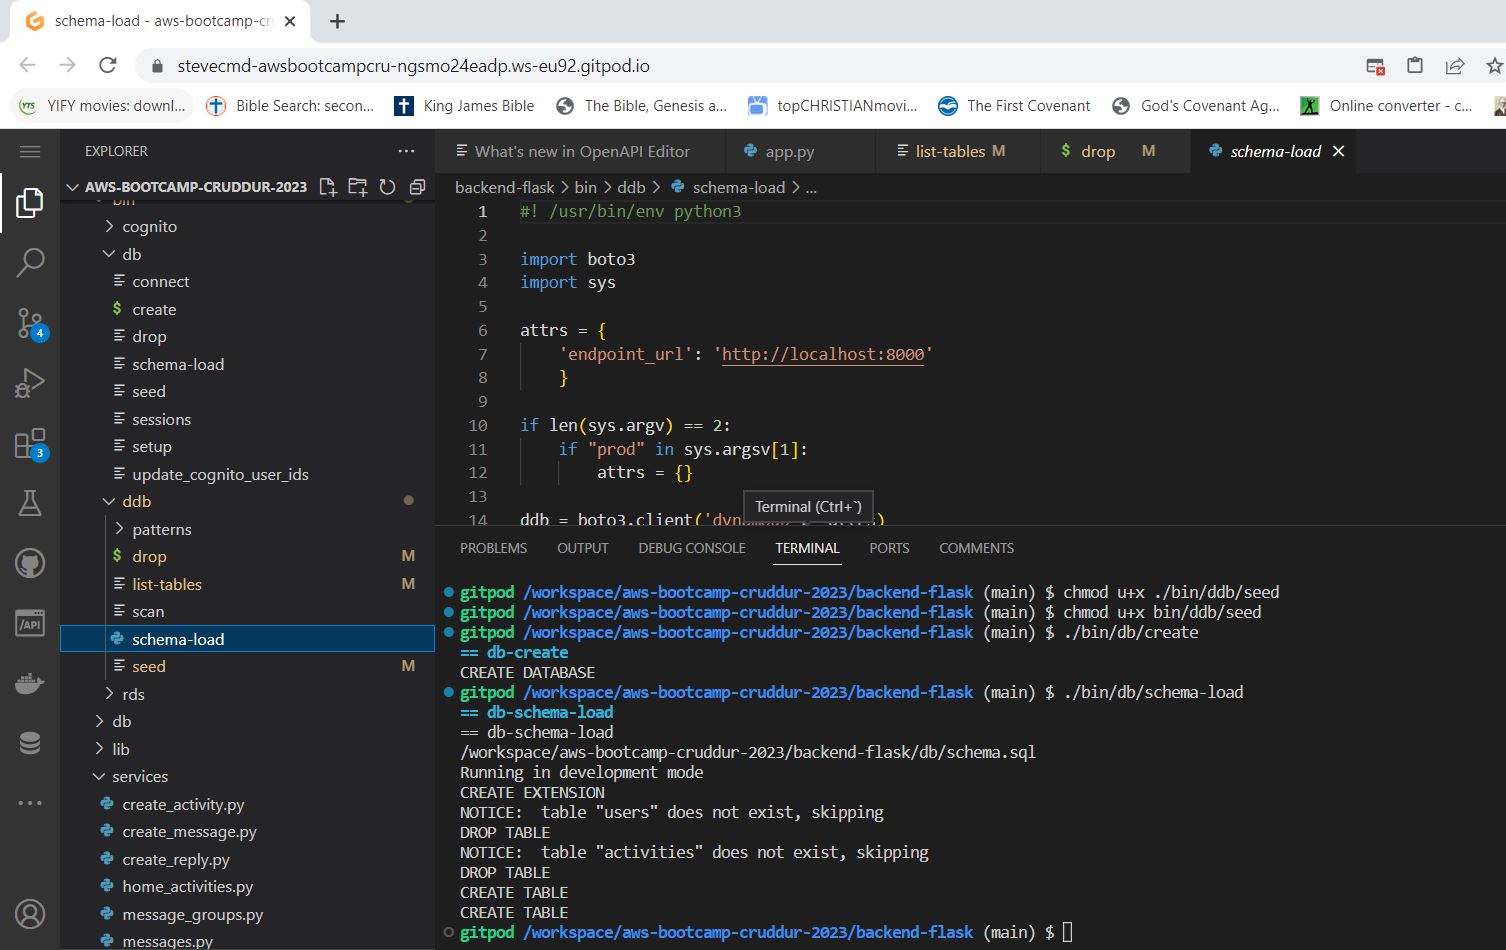 schema-load - aws-bootcamp-cr
stevecmd-awsbootcampcru-ngsmo24eadp.ws-eu92.gitpod.io
YTS YIFY movies: downl...
Bible Search: secon...
King James Bible
The Bible, Genesis a...
topCHRISTIANmovi...
The First Covenant
God's Covenant Ag...
Online converter - c...
EXPLORER
AWS-BOOTCAMP-CRUDDUR-2023
bin
cognito
db
connect
$ create
drop
schema-load
seed
sessions
setup
update_cognito_user_ids
ddb
patterns
$ drop M
list-tables M
scan
schema-load
seed M
rds
db
lib
services
create_activity.py
create_message.py
create_reply.py
home_activities.py
message_groups.py
messages.py
4
3
/API
What's new in OpenAPI Editor
app.py
list-tables M
$ drop M
schema-load
backend-flask > bin > ddb > schema-load > ...
1 #! /usr/bin/env python3
2
3 import boto3
4 import sys
5
6 attrs = {
7 'endpoint_url': 'http://localhost:8000'
8 }
9
10 if len(sys.argv) == 2:
11 if "prod" in sys.argsv[1]:
12 attrs = {}
13
14 ddb = boto3.client('dynamodb
Terminal (Ctrl+`)
PROBLEMS OUTPUT DEBUG CONSOLE TERMINAL PORTS COMMENTS
gitpod /workspace/aws-bootcamp-cruddur-2023/backend-flask (main) $ chmod u+x ./bin/ddb/seed
gitpod /workspace/aws-bootcamp-cruddur-2023/backend-flask (main) $ chmod u+x bin/ddb/seed
gitpod /workspace/aws-bootcamp-cruddur-2023/backend-flask (main) $ ./bin/db/create
== db-create
CREATE DATABASE
gitpod /workspace/aws-bootcamp-cruddur-2023/backend-flask (main) $ ./bin/db/schema-load
== db-schema-load
== db-schema-load
/workspace/aws-bootcamp-cruddur-2023/backend-flask/db/schema.sql
Running in development mode
CREATE EXTENSION
NOTICE:  table "users" does not exist, skipping
DROP TABLE
NOTICE:  table "activities" does not exist, skipping
DROP TABLE
CREATE TABLE
CREATE TABLE
gitpod /workspace/aws-bootcamp-cruddur-2023/backend-flask (main) $